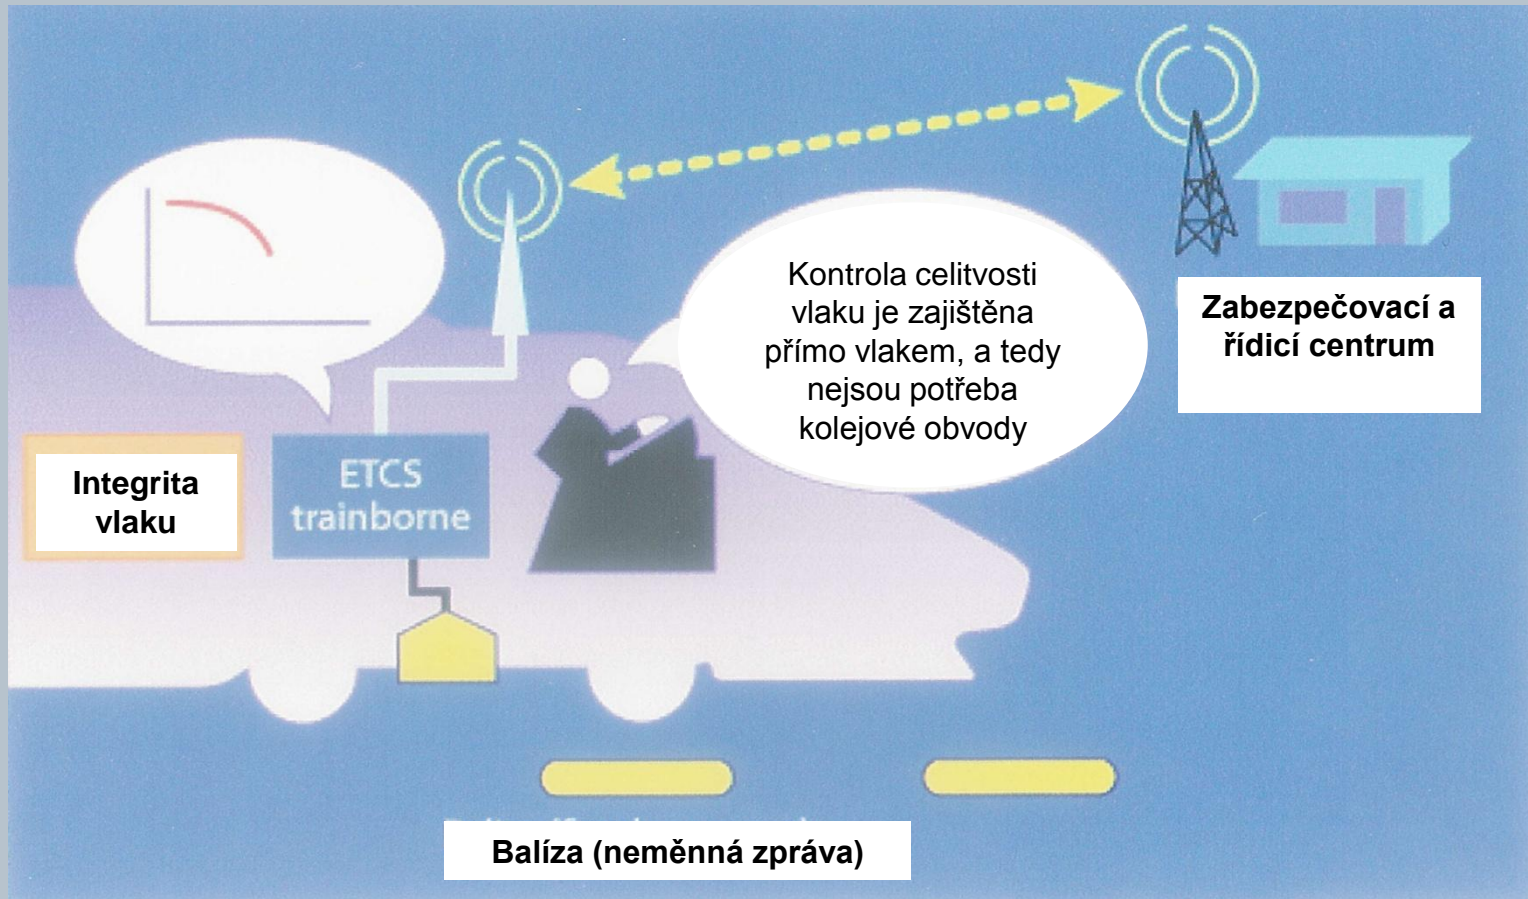 Kontrola celitvosti
vlaku je zajištěna
přímo vlakem, a tedy
nejsou potřeba
kolejové obvody
Zabezpečovací a
řídicí centrum
Integrita
vlaku
ETCS
trainborne
Balíza (neměnná zpráva)